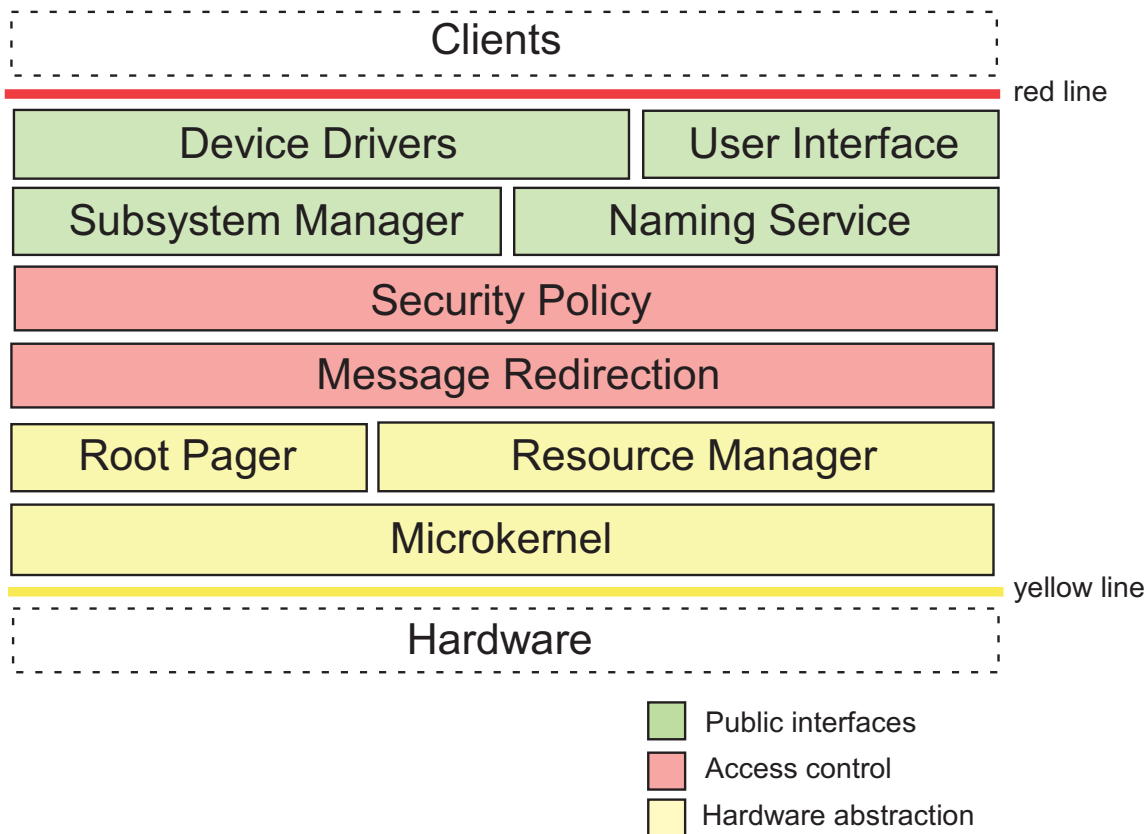 Clients
red line
Device Drivers
User Interface
Subsystem Manager
Naming Service
Security Policy
Message Redirection
Root Pager
Resource Manager
Microkernel
yellow line
Hardware
Public interfaces
Access control
Hardware abstraction